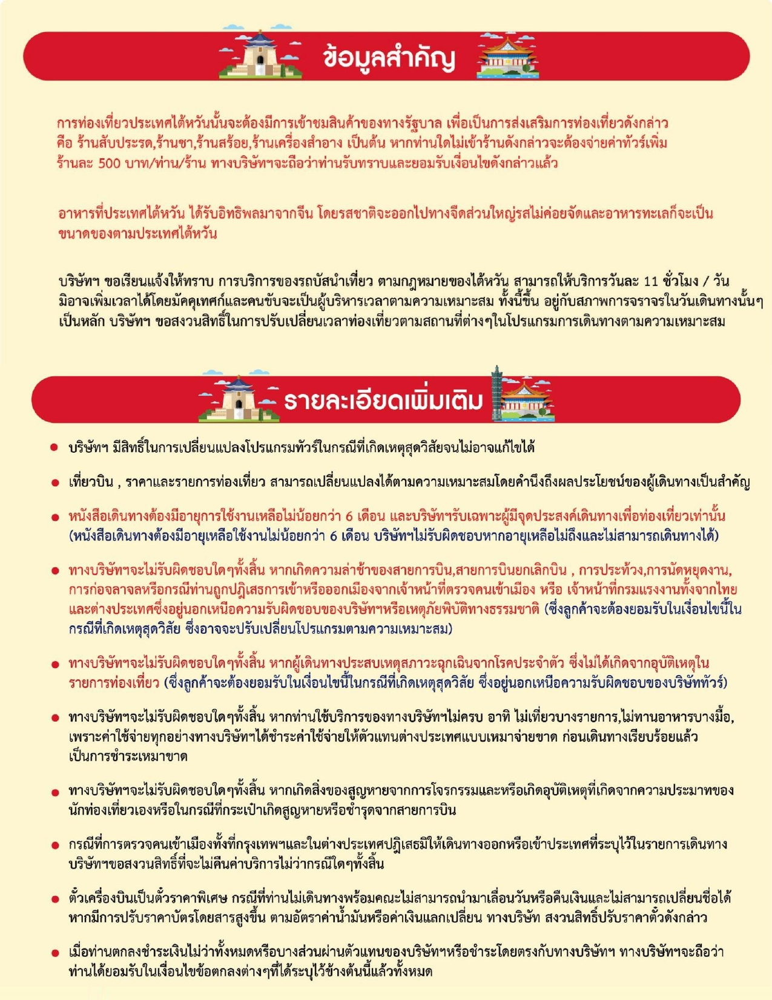 ข้อมูลสำคัญ
การท่องเที่ยวประเทศไต้หวันนั้นจะต้องมีการเข้าชมสินค้าของทางรัฐบาล เพื่อเป็นการส่งเสริมการท่องเที่ยวดังกล่าว
คือ ร้านสับประรด,ร้านชา,ร้านสร้อย,ร้านเครื่องสำอาง เป็นต้น หากท่านใดไม่เข้าร้านดังกล่าวจะต้องจ่ายค่าทัวร์เพิ่ม
ร้านละ 500 บาท/ท่าน/ร้าน ทางบริษัทฯจะถือว่าท่านรับทราบและยอมรับเงื่อนไขดังกล่าวแล้ว
อาหารที่ประเทศไต้หวัน ได้รับอิทธิพลมาจากจีน โดยรสชาติจะออกไปทางจืดส่วนใหญ่รสไม่ค่อยจัดและอาหารทะเลก็จะเป็น
ขนาดของตามประเทศไต้หวัน
บริษัทฯ ขอเรียนแจ้งให้ทราบ การบริการของรถบัสนำเที่ยว ตามกฎหมายของไต้หวัน สามารถให้บริการวันละ 11 ชั่วโมง / วัน
มิอาจเพิ่มเวลาได้โดยมัคคุเทศก์และคนขับจะเป็นผู้บริหารเวลาตามความเหมาะสม ทั้งนี้ขึ้น อยู่กับสภาพการจราจรในวันเดินทางนั้นๆ
เป็นหลัก บริษัทฯ ขอสงวนสิทธิ์ในการปรับเปลี่ยนเวลาท่องเที่ยวตามสถานที่ต่างๆในโปรแกรมการเดินทางตามความเหมาะสม
รายละเอียดเพิ่มเติม
• บริษัทฯ มีสิทธิ์ในการเปลี่ยนแปลงโปรแกรมทัวร์ในกรณีที่เกิดเหตุสุดวิสัยจนไม่อาจแก้ไขได้
• เที่ยวบิน , ราคาและรายการท่องเที่ยว สามารถเปลี่ยนแปลงได้ตามความเหมาะสมโดยคำนึงถึงผลประโยชน์ของผู้เดินทางเป็นสำคัญ
• หนังสือเดินทางต้องมีอายุการใช้งานเหลือไม่น้อยกว่า 6 เดือน และบริษัทฯรับเฉพาะผู้มีจุดประสงค์เดินทางเพื่อท่องเที่ยวเท่านั้น
(หนังสือเดินทางต้องมีอายุเหลือใช้งานไม่น้อยกว่า 6 เดือน บริษัทฯไม่รับผิดชอบหากอายุเหลือไม่ถึงและไม่สามารถเดินทางได้)
• ทางบริษัทฯจะไม่รับผิดชอบใดๆทั้งสิ้น หากเกิดความล่าช้าของสายการบิน,สายการบินยกเลิกบิน , การประท้วง,การนัดหยุดงาน,
การก่อจลาจลหรือกรณีท่านถูกปฏิเสธการเข้าหรือออกเมืองจากเจ้าหน้าที่ตรวจคนเข้าเมือง หรือ เจ้าหน้าที่กรมแรงงานทั้งจากไทย
และต่างประเทศซึ่งอยู่นอกเหนือความรับผิดชอบของบริษัทฯหรือเหตุภัยพิบัติทางธรรมชาติ (ซึ่งลูกค้าจะต้องยอมรับในเงื่อนไขนี้ใน
กรณีที่เกิดเหตุสุดวิสัย ซึ่งอาจจะปรับเปลี่ยนโปรแกรมตามความเหมาะสม)
• ทางบริษัทฯจะไม่รับผิดชอบใดๆทั้งสิ้น หากผู้เดินทางประสบเหตุสภาวะฉุกเฉินจากโรคประจำตัว ซึ่งไม่ได้เกิดจากอุบัติเหตุใน
รายการท่องเที่ยว (ซึ่งลูกค้าจะต้องยอมรับในเงื่อนไขนี้ในกรณีที่เกิดเหตุสุดวิสัย ซึ่งอยู่นอกเหนือความรับผิดชอบของบริษัททัวร์)
• ทางบริษัทฯจะไม่รับผิดชอบใดๆทั้งสิ้น หากท่านใช้บริการของทางบริษัทฯไม่ครบ อาทิ ไม่เที่ยวบางรายการ,ไม่ทานอาหารบางมื้อ,
เพราะค่าใช้จ่ายทุกอย่างทางบริษัทฯได้ชำระค่าใช้จ่ายให้ตัวแทนต่างประเทศแบบเหมาจ่ายขาด ก่อนเดินทางเรียบร้อยแล้ว
เป็นการชำระเหมาขาด
• ทางบริษัทฯจะไม่รับผิดชอบใดๆทั้งสิ้น หากเกิดสิ่งของสูญหายจากการโจรกรรมและหรือเกิดอุบัติเหตุที่เกิดจากความประมาทของ
นักท่องเที่ยวเองหรือในกรณีที่กระเป๋าเกิดสูญหายหรือชำรุดจากสายการบิน
• กรณีที่การตรวจคนเข้าเมืองทั้งที่กรุงเทพฯและในต่างประเทศปฏิเสธมิให้เดินทางออกหรือเข้าประเทศที่ระบุไว้ในรายการเดินทาง
บริษัทฯขอสงวนสิทธิ์ที่จะไม่คืนค่าบริการไม่ว่ากรณีใดๆทั้งสิ้น
• ตั๋วเครื่องบินเป็นตั๋วราคาพิเศษ กรณีที่ท่านไม่เดินทางพร้อมคณะไม่สามารถนำมาเลื่อนวันหรือคืนเงินและไม่สามารถเปลี่ยนชื่อได้
หากมีการปรับราคาบัตรโดยสารสูงขึ้น ตามอัตราค่าน้ำมันหรือค่าเงินแลกเปลี่ยน ทางบริษัท สงวนสิทธิ์ปรับราคาตั๋วดังกล่าว
• เมื่อท่านตกลงชำระเงินไม่ว่าทั้งหมดหรือบางส่วนผ่านตัวแทนของบริษัทฯหรือชำระโดยตรงกับทางบริษัทฯ ทางบริษัทฯจะถือว่า
ท่านได้ยอมรับในเงื่อนไขข้อตกลงต่างๆที่ได้ระบุไว้ข้างต้นนี้แล้วทั้งหมด